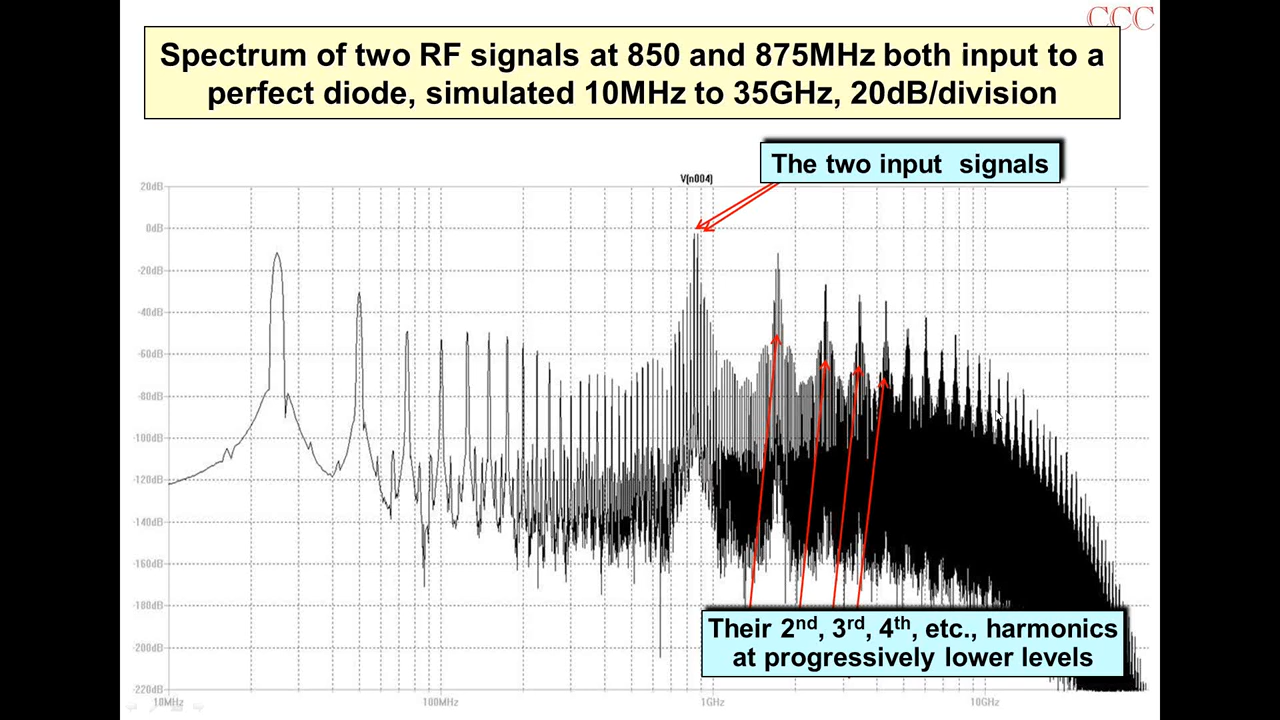 CCC
Spectrum of two RF signals at 850 and 875MHz both input to a
perfect diode, simulated 10MHz to 35GHz, 20dB/division
The two input signals
V[n004]
20dB
0dB
-20dB
-40dB
-60dB
-80dB
-100dB
-120dB
-140dB
-160dB
-180dB
-200dB
-220dB
10MHz
100MHz
1GHz
10GHz
Their 2nd, 3rd, 4th, etc., harmonics
at progressively lower levels